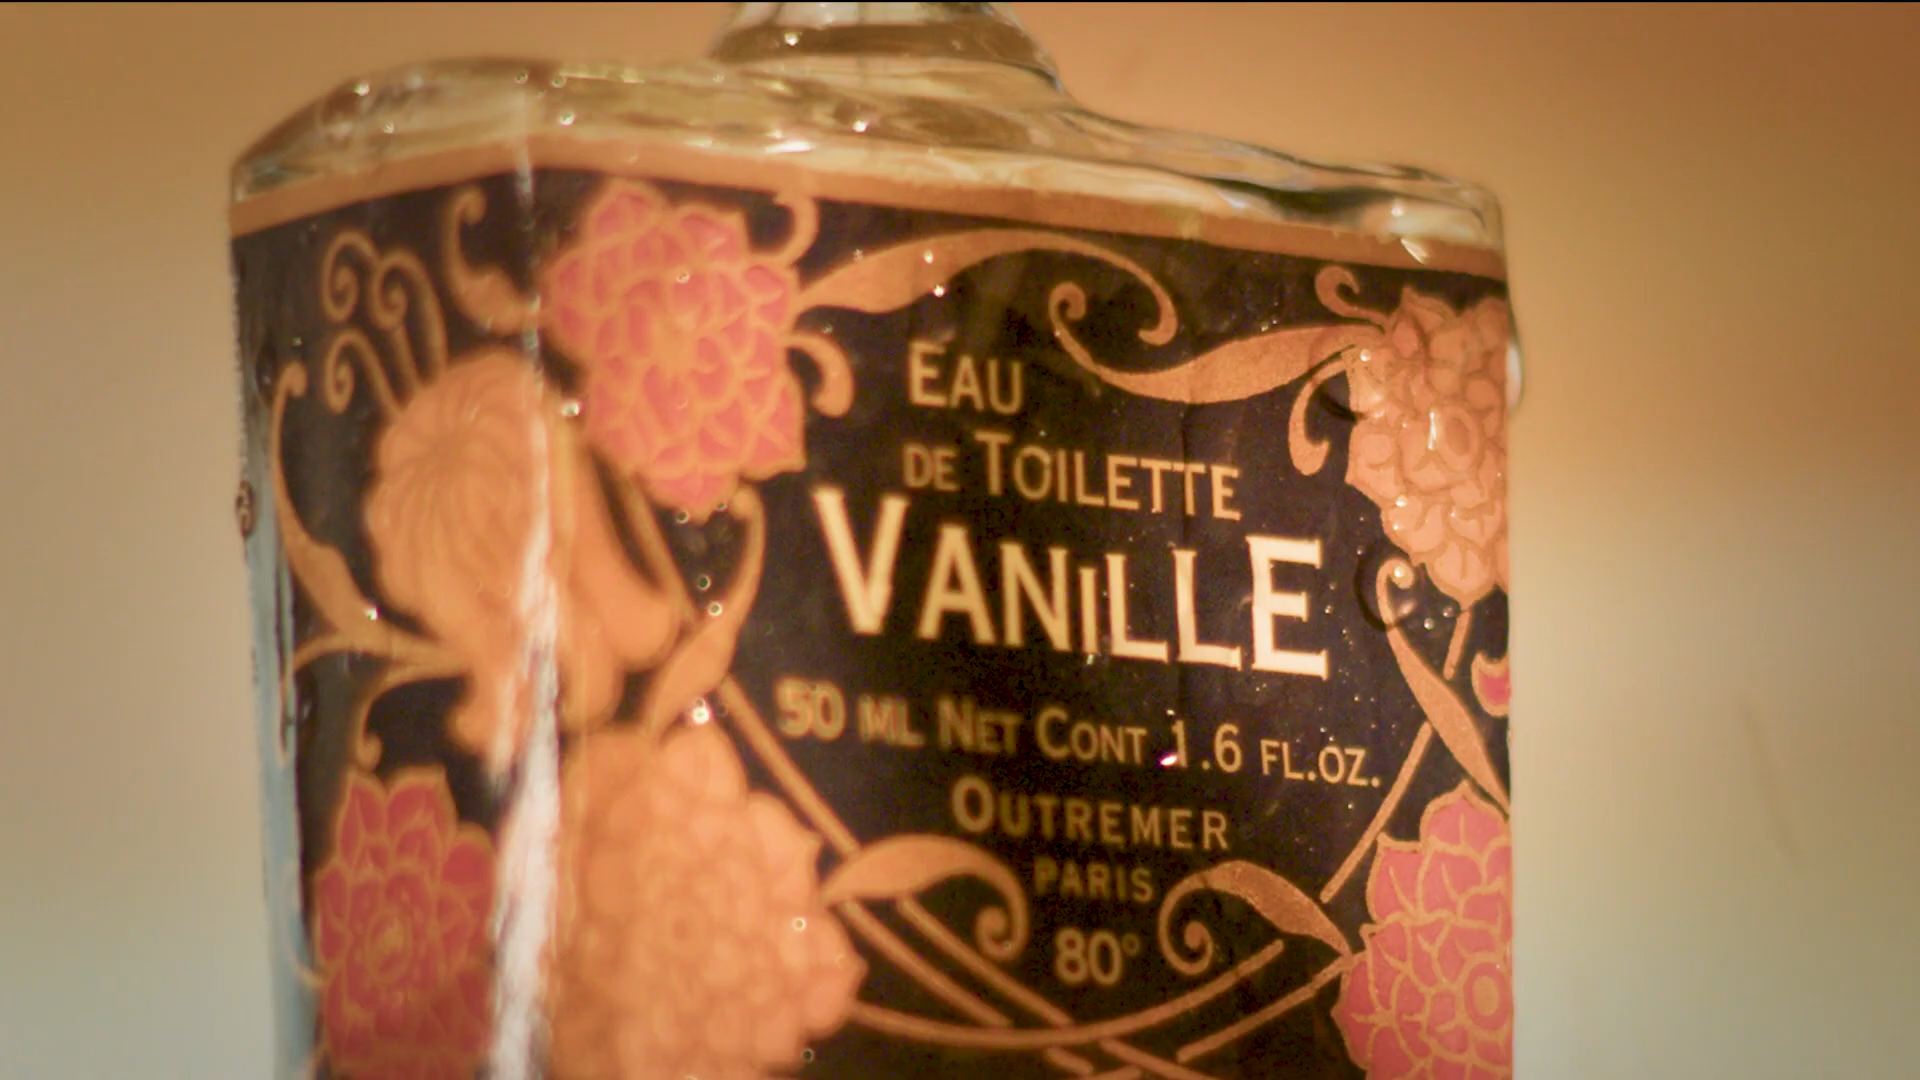 EAU
DE TOILETTE
VANiLLE
50 ML NET CONT 1.6 FL.OZ.
OUTREMER
PARIS
80°